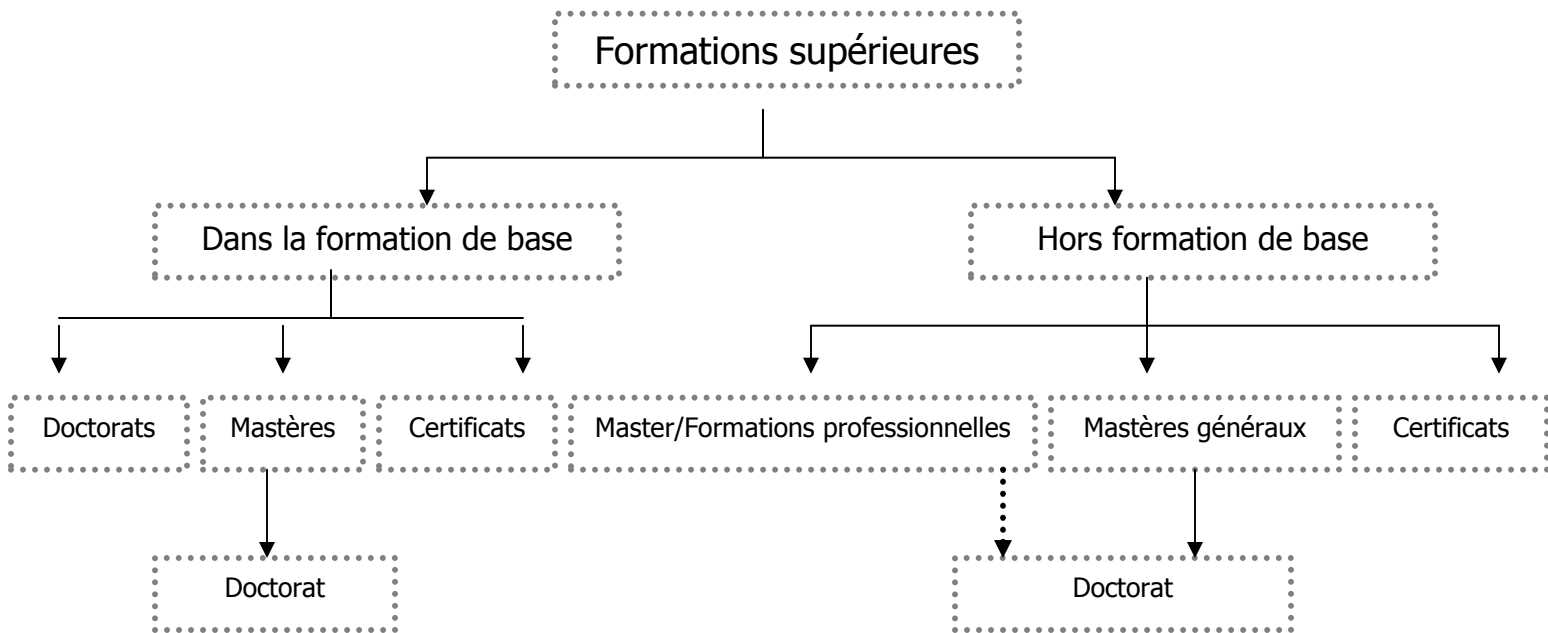 Formations supérieures
Dans la formation de base
Hors formation de base
Doctorats
Mastères
Certificats
Master/Formations professionnelles
Mastères généraux
Certificats
Doctorat
Doctorat